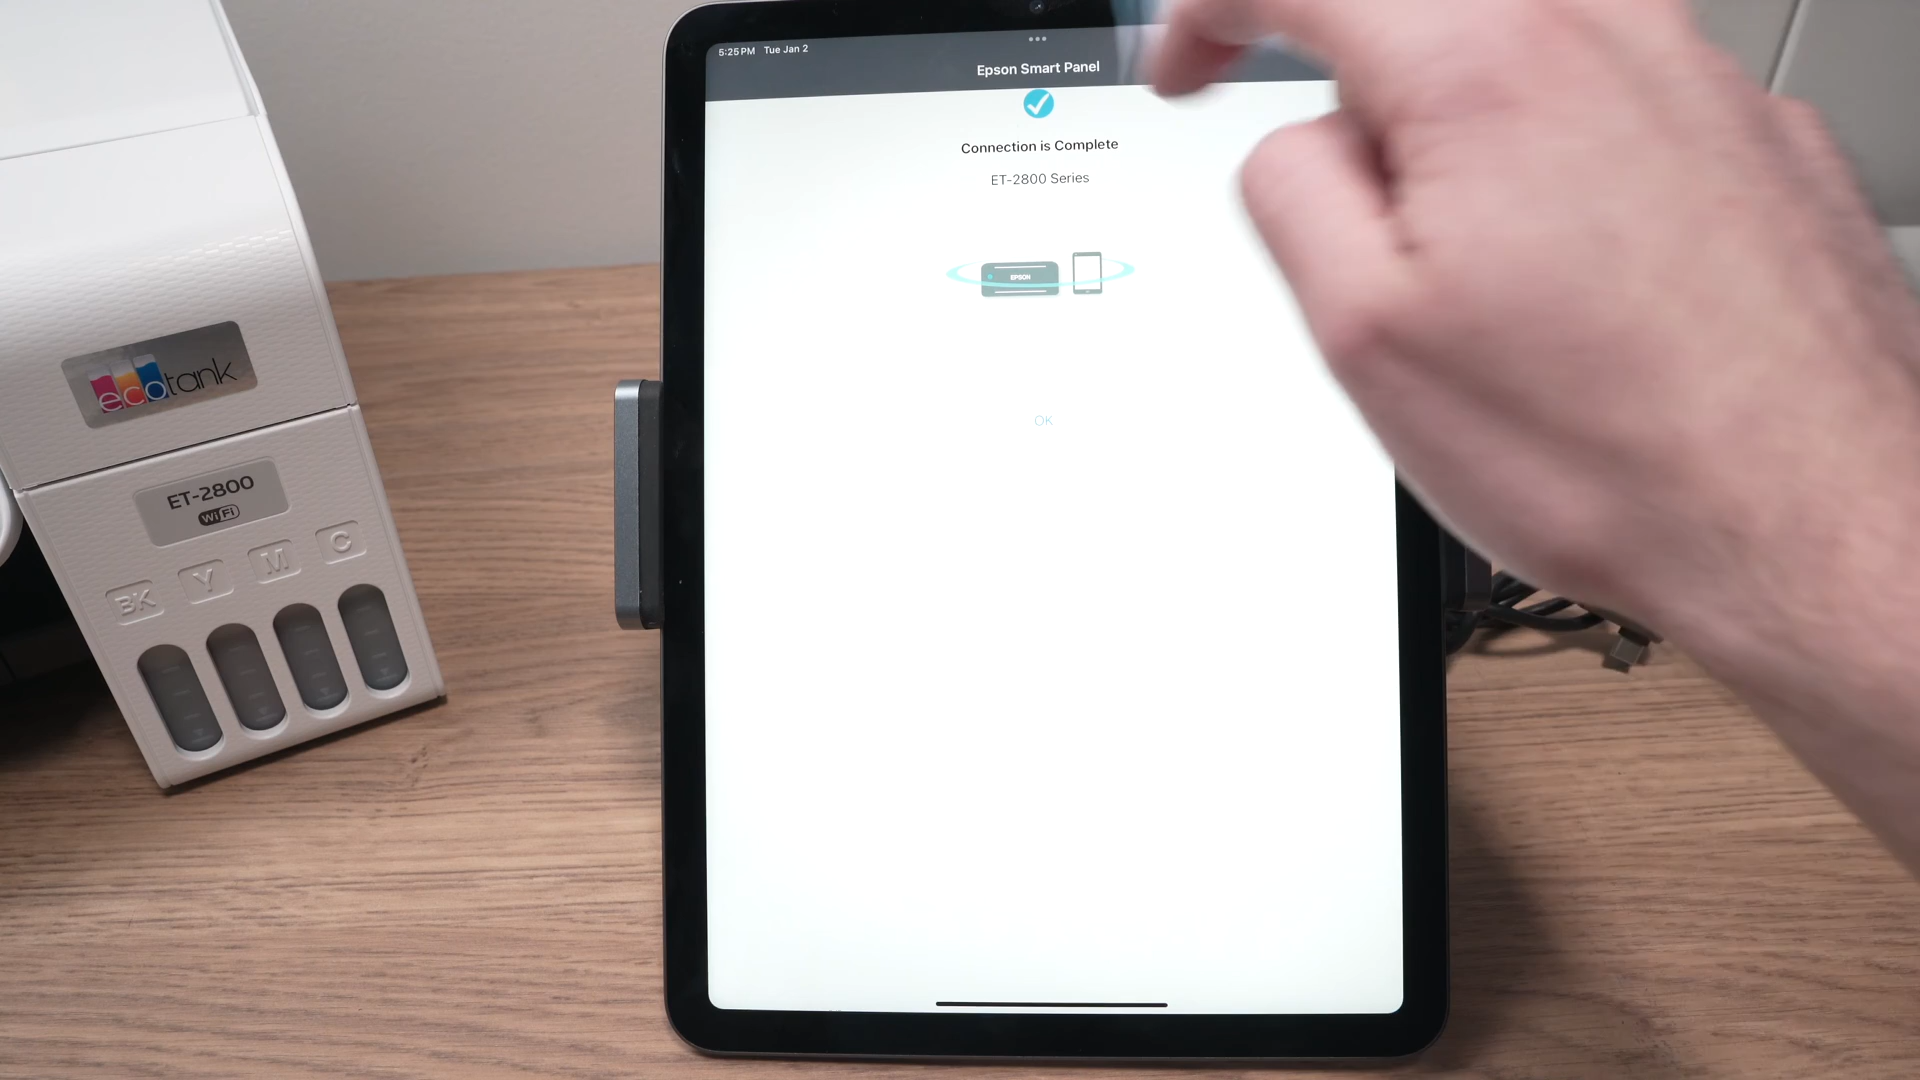 5:25 PM Tue Jan 2
Epson Smart Panel
Connection is Complete
ET-2800 Series
EPSON
OK
ecotank
ET-2800
WiFi
BK Y M C